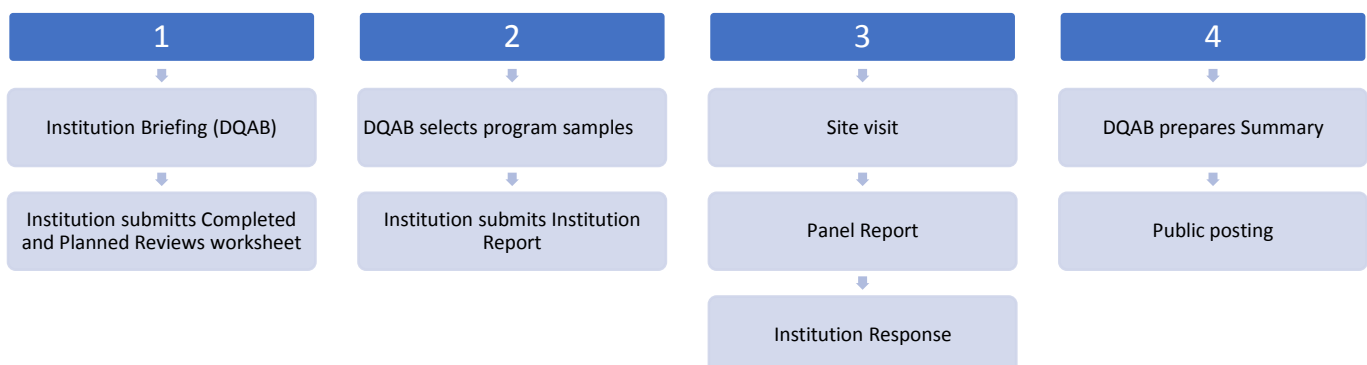 1
Institution Briefing (DQAB)
Institution submitts Completed
and Planned Reviews worksheet
2
DQAB selects program samples
Institution submits Institution
Report
3
Site visit
Panel Report
Institution Response
4
DQAB prepares Summary
Public posting